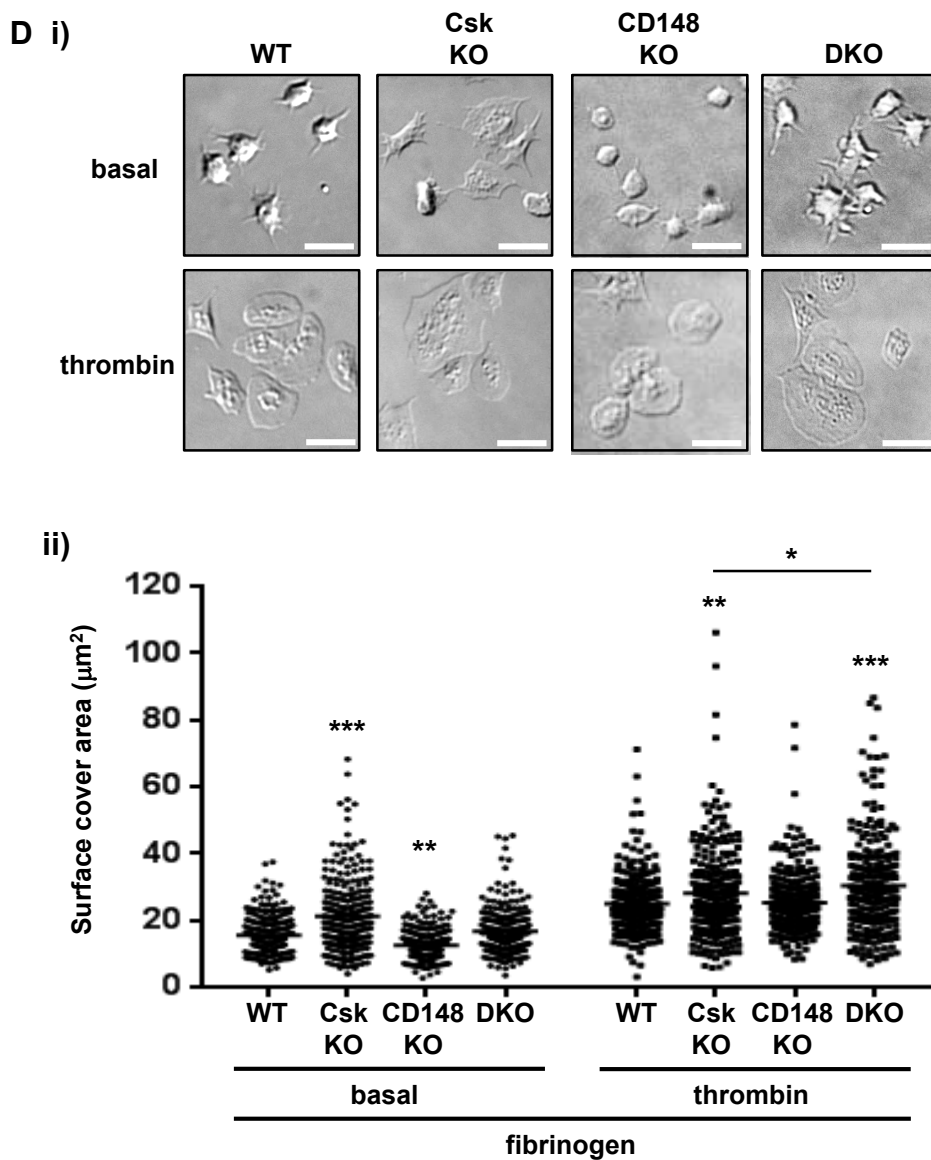 D i)
WT
Csk
KO
CD148
KO
DKO
basal
thrombin
ii)
Surface cover area (μm²)
120
100
80
60
40
20
0
*
**
***
***
**
WT
Csk
KO
CD148
KO
DKO
WT
Csk
KO
CD148
KO
DKO
basal
thrombin
fibrinogen